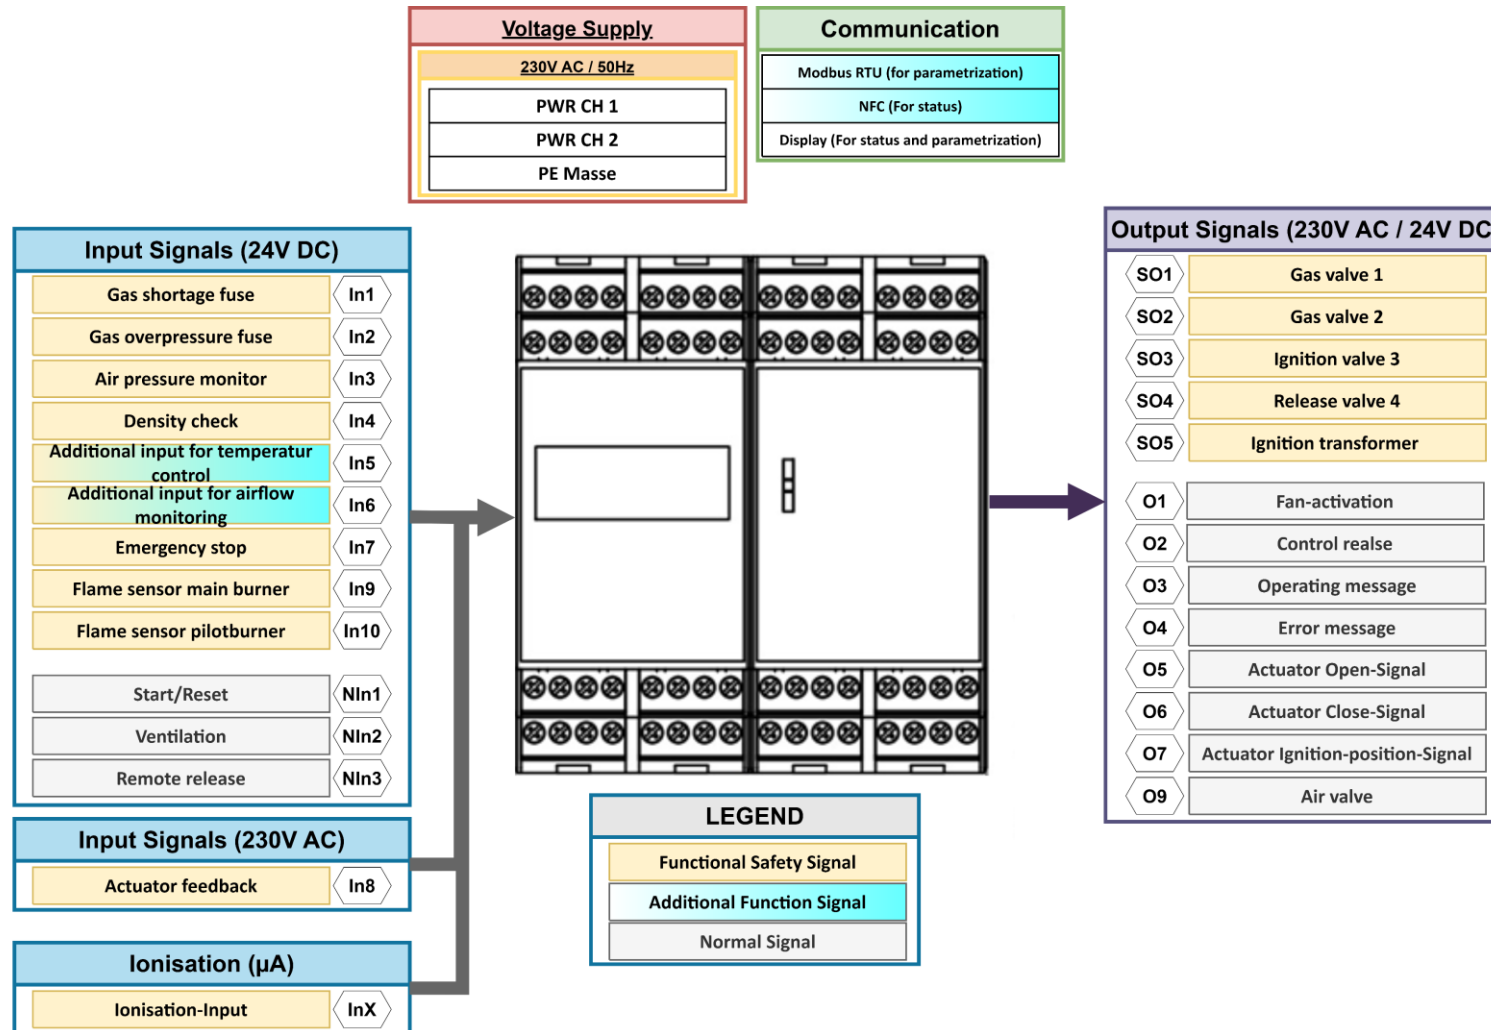 Voltage Supply
230V AC / 50Hz
PWR CH 1
PWR CH 2
PE Masse
Communication
Modbus RTU (for parametrization)
NFC (For status)
Display (For status and parametrization)
Input Signals (24V DC)
Gas shortage fuse In1
Gas overpressure fuse In2
Air pressure monitor In3
Density check In4
Additional input for temperatur
control
In5
Additional input for airflow
monitoring
In6
Emergency stop In7
Flame sensor main burner In9
Flame sensor pilotburner In10
Start/Reset NIn1
Ventilation NIn2
Remote release NIn3
Input Signals (230V AC)
Actuator feedback In8
Ionisation (µA)
Ionisation-Input InX
LEGEND
Functional Safety Signal
Additional Function Signal
Normal Signal
Output Signals (230V AC / 24V DC
SO1 Gas valve 1
SO2 Gas valve 2
SO3 Ignition valve 3
SO4 Release valve 4
SO5 Ignition transformer
O1 Fan-activation
O2 Control realse
O3 Operating message
O4 Error message
O5 Actuator Open-Signal
O6 Actuator Close-Signal
O7 Actuator Ignition-position-Signal
O9 Air valve